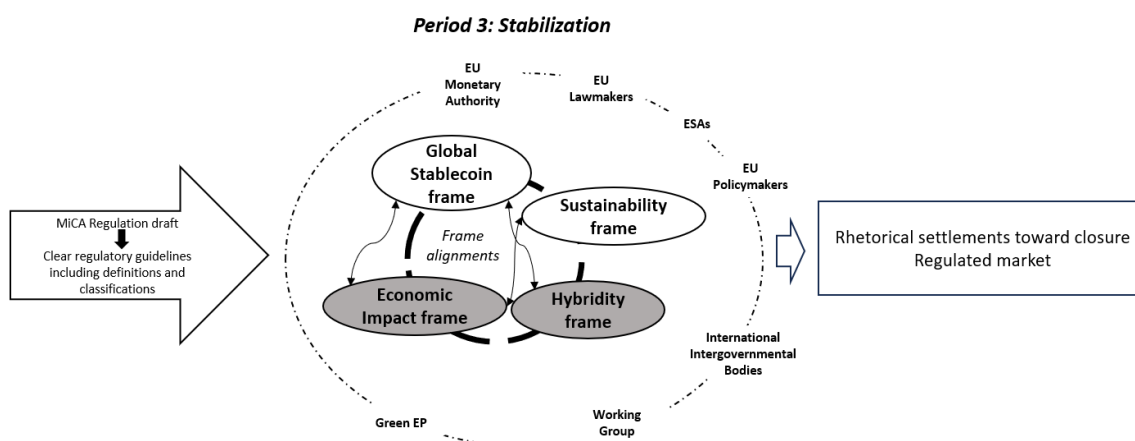 Period 3: Stabilization
EU
Monetary
Authority
EU
Lawmakers
ESAs
EU
Policymakers
Global
Stablecoin
frame
Sustainability
frame
MiCA Regulation draft
Clear regulatory guidelines
including definitions and
classifications
Frame
alignments
Rhetorical settlements toward closure
Regulated market
Economic
Impact frame
Hybridity
frame
International
Intergovernmental
Bodies
Green EP
Working
Group